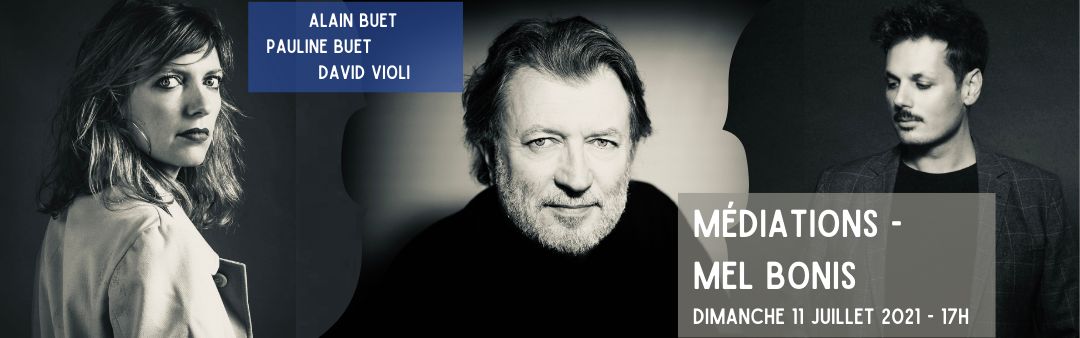 ALAIN BUET
PAULINE BUET
DAVID VIOLI
MÉDIATIONS -
MEL BONIS
DIMANCHE 11 JUILLET 2021 - 17H